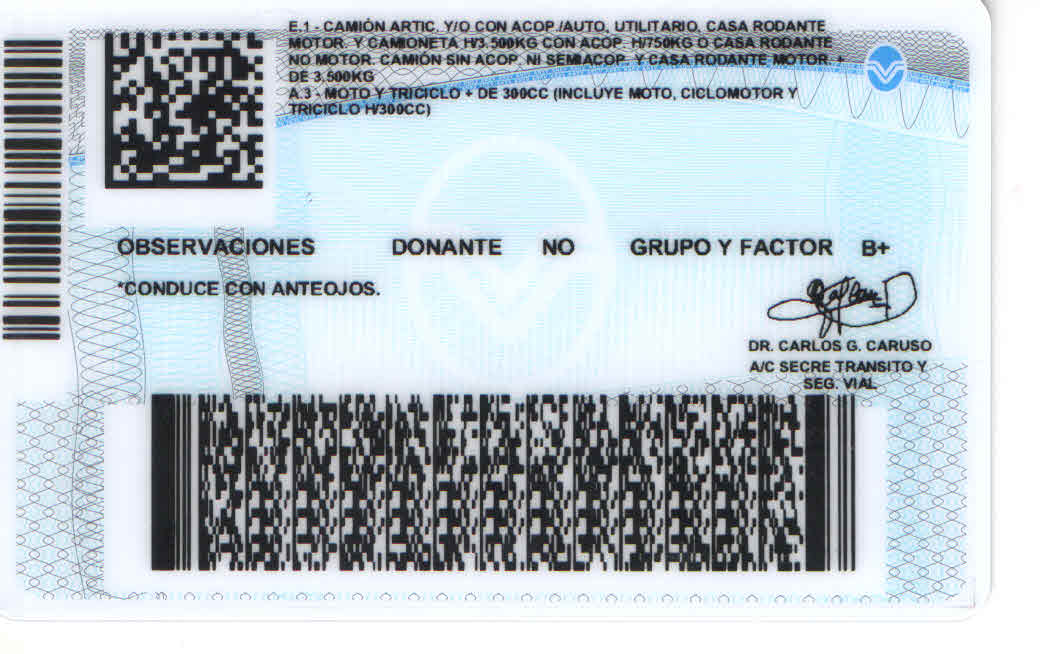 E.1 - CAMIÓN ARTIC. Y/O CON ACOP./AUTO, UTILITARIO, CASA RODANTE
MOTOR. Y CAMIONETA H/3.500KG CON ACOP. H/750KG O CASA RODANTE
NO MOTOR. CAMIÓN SIN ACOP. NI SEMIACOP. Y CASA RODANTE MOTOR. +
DE 3.500KG
A.3 - MOTO Y TRICICLO + DE 300CC (INCLUYE MOTO, CICLOMOTOR Y
TRICICLO H/300CC)
OBSERVACIONES DONANTE NO GRUPO Y FACTOR B+
*CONDUCE CON ANTEOJOS.
DR. CARLOS G. CARUSO
A/C SECRE TRANSITO Y
SEG. VIAL